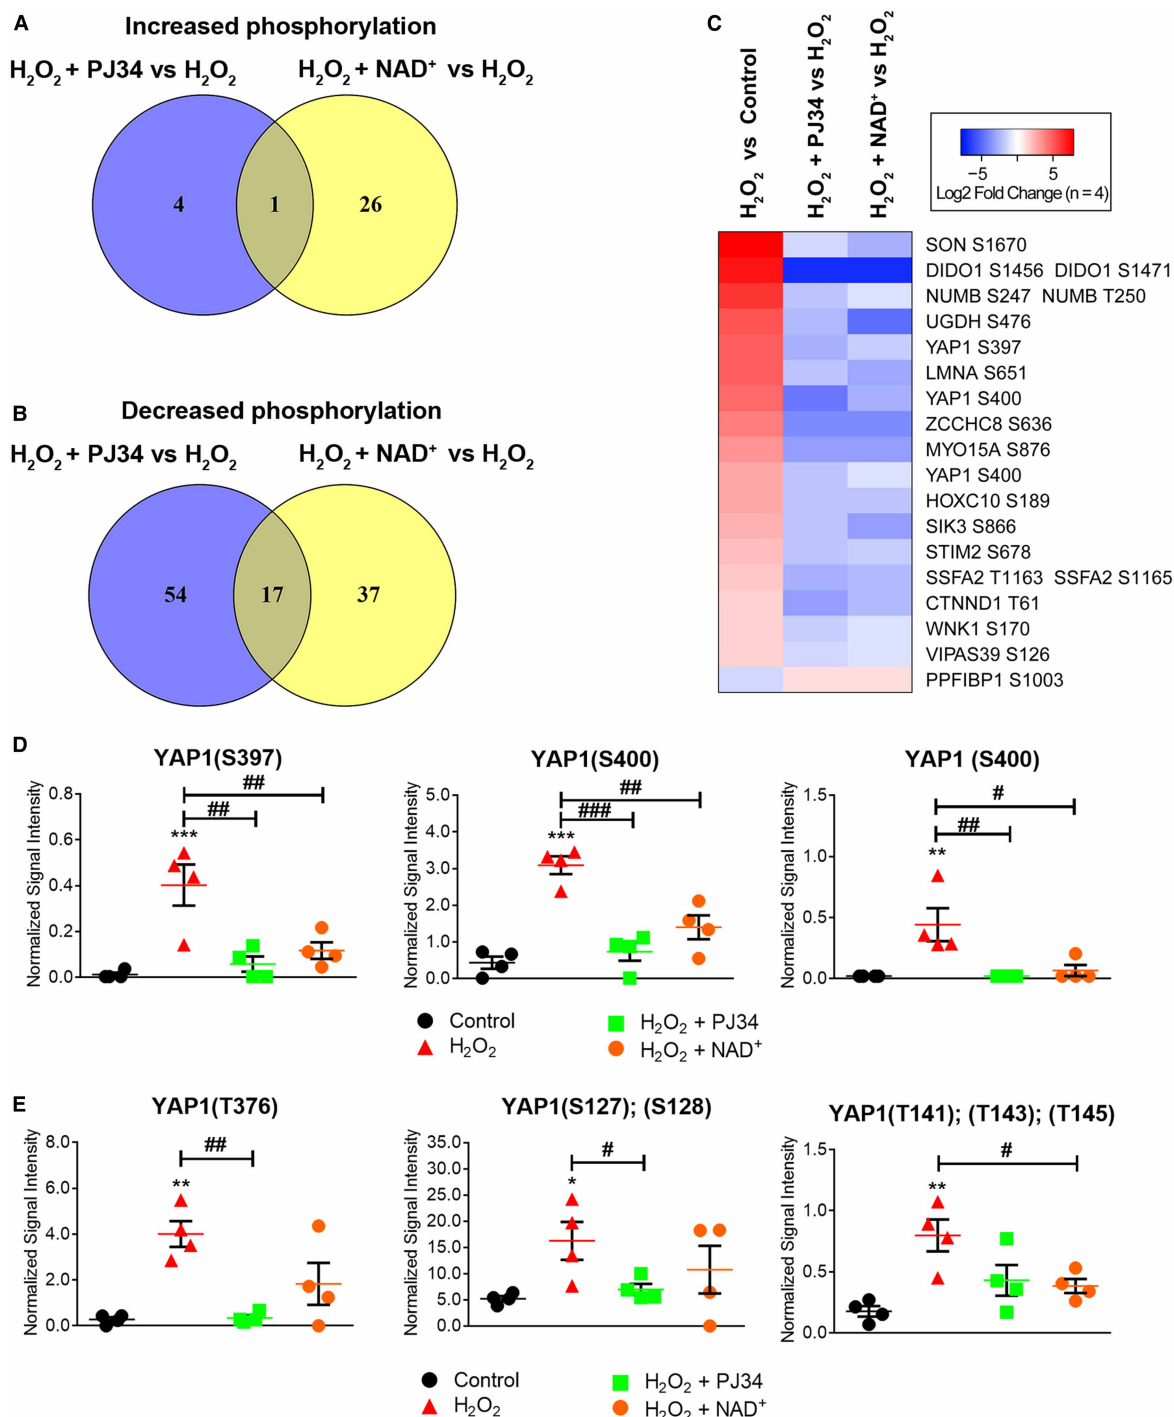 A
Increased phosphorylation
H₂O₂ + PJ34 vs H₂O₂
H₂O₂ + NAD⁺ vs H₂O₂
4
1
26
B
Decreased phosphorylation
H₂O₂ + PJ34 vs H₂O₂
H₂O₂ + NAD⁺ vs H₂O₂
54
17
37
C
H₂O₂ vs Control
H₂O₂ + PJ34 vs H₂O₂
H₂O₂ + NAD⁺ vs H₂O₂
−5 5
Log2 Fold Change (n = 4)
SON S1670
DIDO1 S1456 DIDO1 S1471
NUMB S247 NUMB T250
UGDH S476
YAP1 S397
LMNA S651
YAP1 S400
ZCCHC8 S636
MYO15A S876
YAP1 S400
HOXC10 S189
SIK3 S866
STIM2 S678
SSFA2 T1163 SSFA2 S1165
CTNND1 T61
WNK1 S170
VIPAS39 S126
PPFIBP1 S1003
D
YAP1(S397)
Normalized Signal Intensity
0.8
0.6
0.4
0.2
0.0
##
##
***
YAP1(S400)
Normalized Signal Intensity
5.0
4.0
3.0
2.0
1.0
0.0
##
###
***
YAP1 (S400)
Normalized Signal Intensity
1.5
1.0
0.5
0.0
#
##
**
Control
H₂O₂
H₂O₂ + PJ34
H₂O₂ + NAD⁺
E
YAP1(T376)
Normalized Signal Intensity
8.0
6.0
4.0
2.0
0.0
##
**
YAP1(S127); (S128)
Normalized Signal Intensity
35.0
30.0
25.0
20.0
15.0
10.0
5.0
0.0
#
*
YAP1(T141); (T143); (T145)
Normalized Signal Intensity
1.5
1.0
0.5
0.0
#
**
Control
H₂O₂
H₂O₂ + PJ34
H₂O₂ + NAD⁺